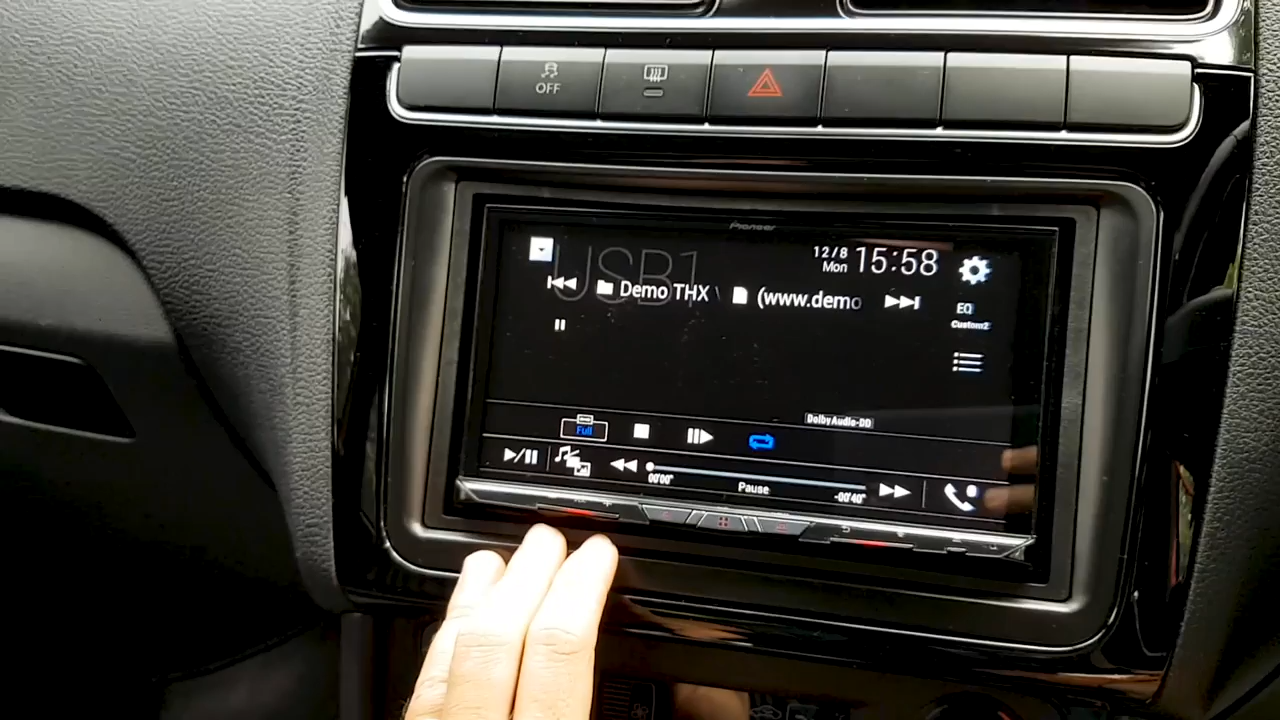 OFF
Pioneer
USB1
12/8
Mon
15:58
Demo THX \ (www.demo
EQ
Custom2
DolbyAudio-DD
Full
00'00"
Pause
-00'40"